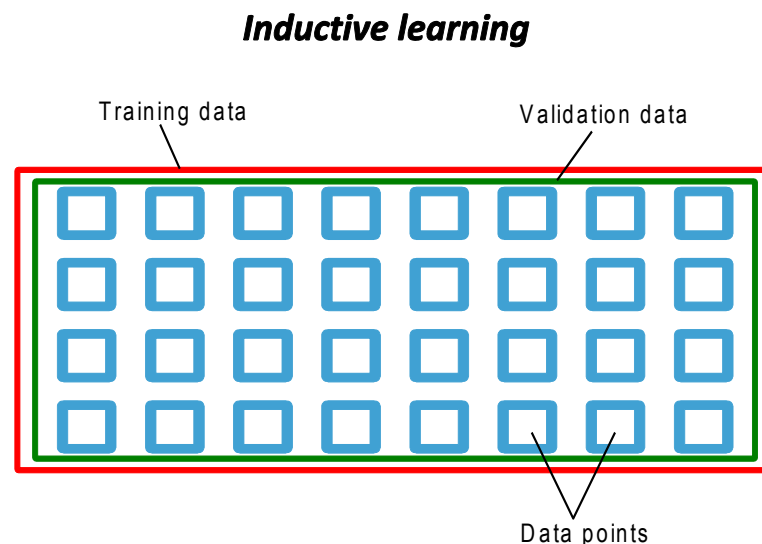 Inductive learning
Training data
Validation data
Data points